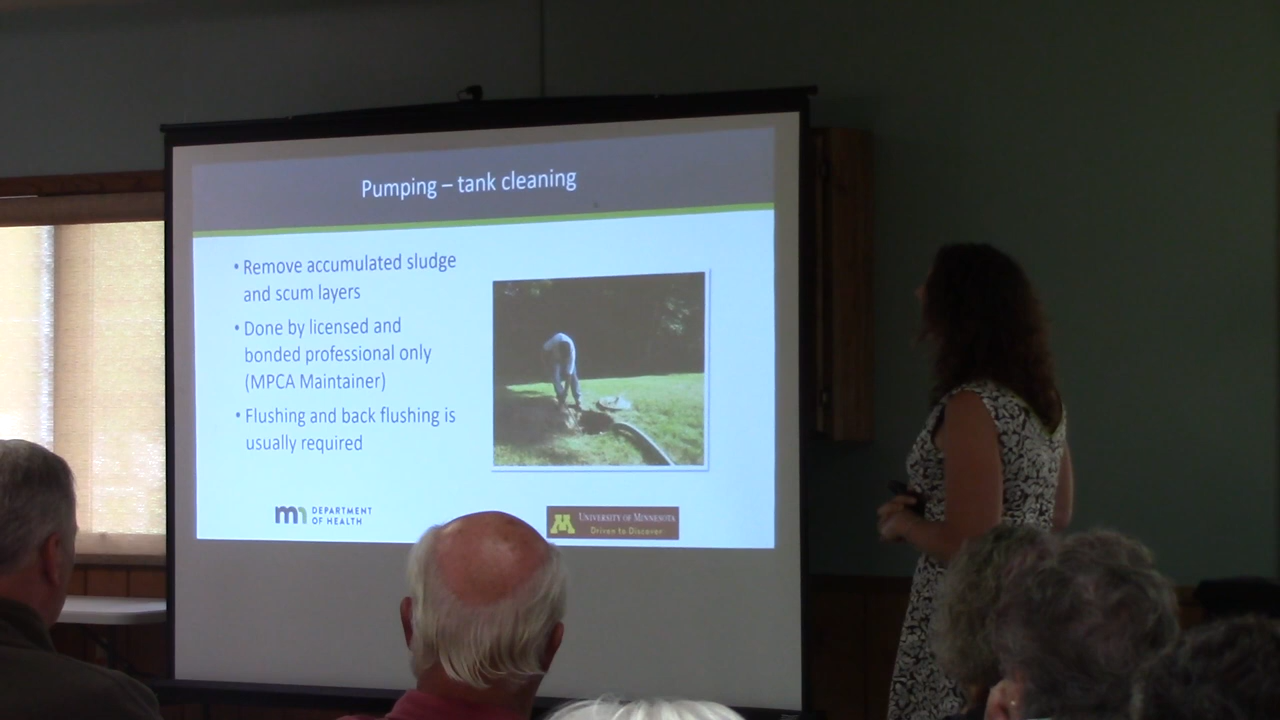 Pumping – tank cleaning
• Remove accumulated sludge
and scum layers
• Done by licensed and
bonded professional only
(MPCA Maintainer)
• Flushing and back flushing is
usually required
mn DEPARTMENT
OF HEALTH
M UNIVERSITY OF MINNESOTA
Driven to Discover